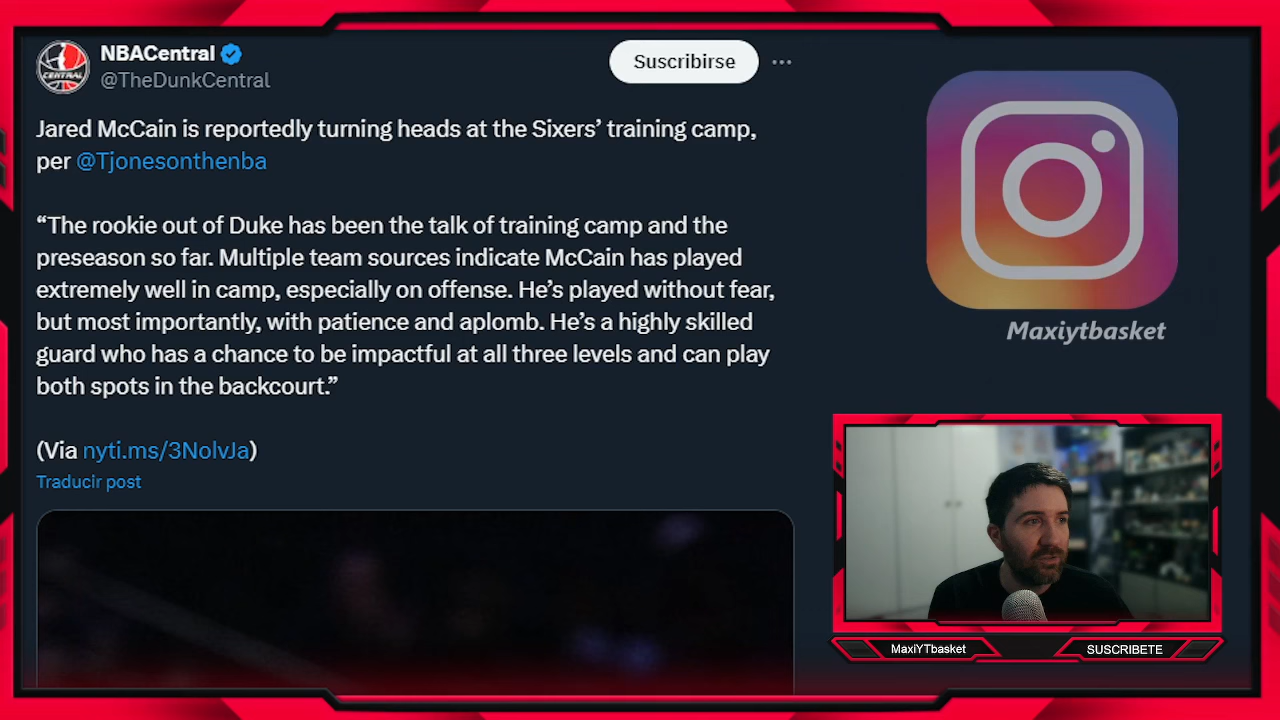 NBACentral
@TheDunkCentral
Suscribirse
Jared McCain is reportedly turning heads at the Sixers’ training camp,
per @Tjonesonthenba
“The rookie out of Duke has been the talk of training camp and the
preseason so far. Multiple team sources indicate McCain has played
extremely well in camp, especially on offense. He’s played without fear,
but most importantly, with patience and aplomb. He’s a highly skilled
guard who has a chance to be impactful at all three levels and can play
both spots in the backcourt.”
(Via nyti.ms/3NolvJa)
Traducir post
CENTRAL
Maxiytbasket
MaxiYTbasket
SUSCRIBETE